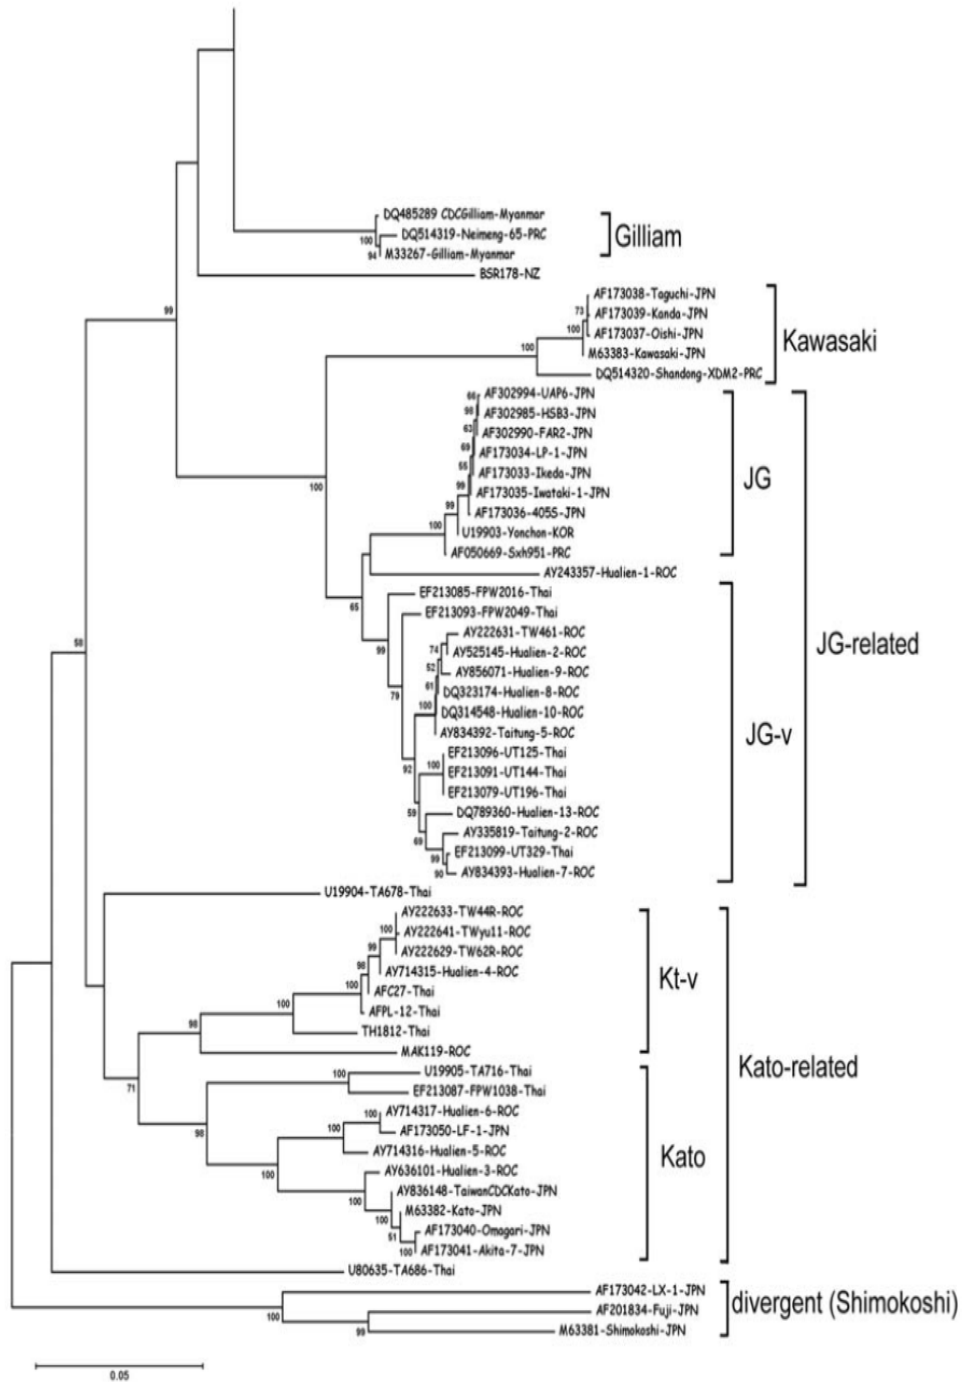 DQ485289 CDCGilliam-Myanmar
DQ514319-Neimeng-65-PRC
100
94
M33267-Gilliam-Myanmar
Gilliam
BSR178-NZ
99
AF173038-Taguchi-JPN
73
AF173039-Kanda-JPN
100
AF173037-Oishi-JPN
100
M63383-Kawasaki-JPN
DQ514320-Shandong-XDM2-PRC
Kawasaki
100
66
AF302994-UAP6-JPN
98
AF302985-HSB3-JPN
63
AF302990-FAR2-JPN
69
AF173034-LP-1-JPN
55
AF173033-Ikeda-JPN
99
AF173035-Iwataki-1-JPN
99
AF173036-405S-JPN
100
U19903-Yonchon-KOR
AF050669-Sxh951-PRC
JG
AY243357-Hualien-1-ROC
65
EF213085-FPW2016-Thai
EF213093-FPW2049-Thai
99
AY222631-TW461-ROC
74
AY525145-Hualien-2-ROC
52
AY856071-Hualien-9-ROC
61
DQ323174-Hualien-8-ROC
79
100
DQ314548-Hualien-10-ROC
AY834392-Taitung-5-ROC
EF213096-UT125-Thai
92
100
EF213091-UT144-Thai
EF213079-UT196-Thai
59
DQ789360-Hualien-13-ROC
69
AY335819-Taitung-2-ROC
99
EF213099-UT329-Thai
90
AY834393-Hualien-7-ROC
JG-v
JG-related
58
U19904-TA678-Thai
AY222633-TW44R-ROC
100
AY222641-TWyu11-ROC
99
AY222629-TW62R-ROC
98
AY714315-Hualien-4-ROC
100
AFC27-Thai
100
AFPL-12-Thai
98
TH1812-Thai
MAK119-ROC
Kt-v
71
100
U19905-TA716-Thai
EF213087-FPW1038-Thai
98
100
AY714317-Hualien-6-ROC
100
AF173050-LF-1-JPN
AY714316-Hualien-5-ROC
100
AY636101-Hualien-3-ROC
100
AY836148-TaiwanCDCKato-JPN
100
M63382-Kato-JPN
51
AF173040-Omagari-JPN
100
AF173041-Akita-7-JPN
Kato
Kato-related
U80635-TA686-Thai
AF173042-LX-1-JPN
100
AF201834-Fuji-JPN
99
M63381-Shimokoshi-JPN
divergent (Shimokoshi)
0.05